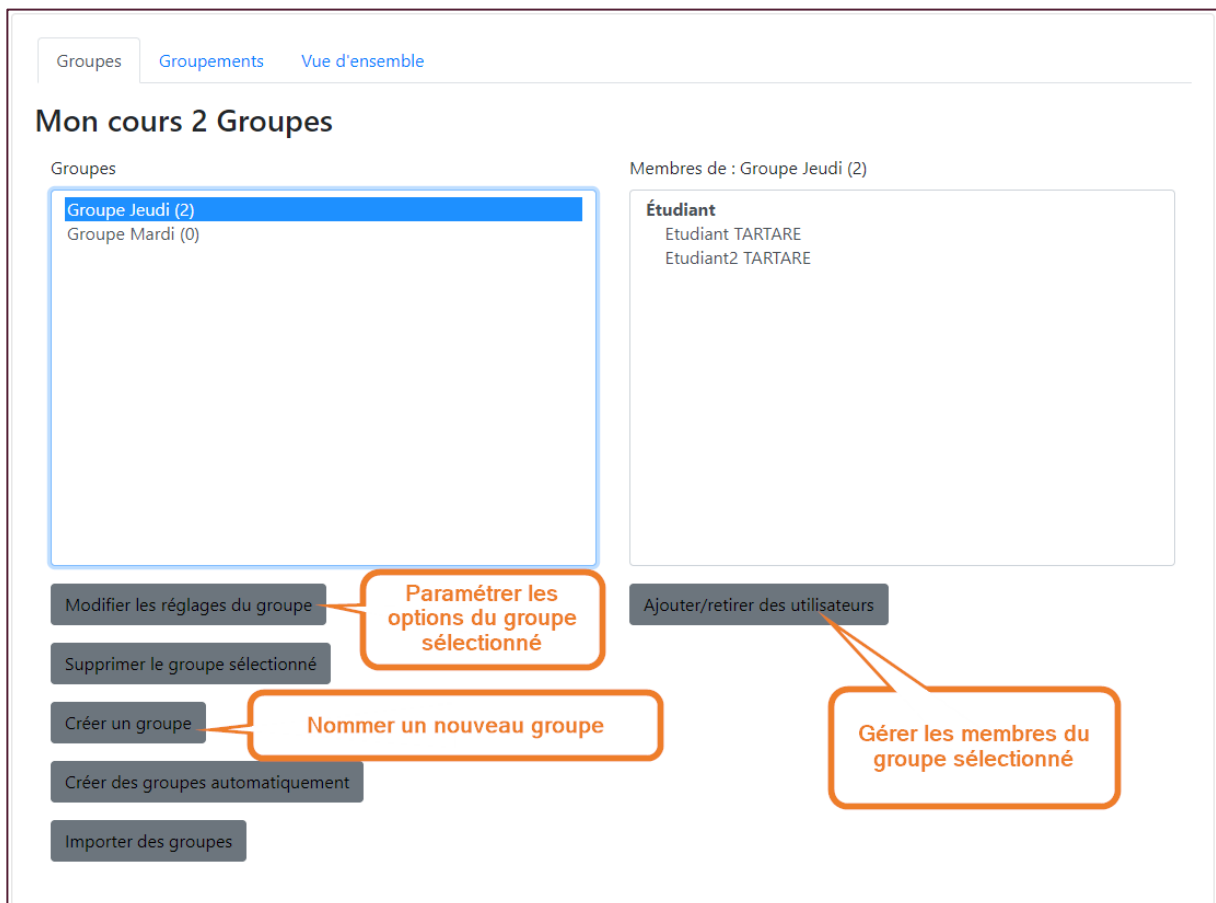 Groupes Groupements Vue d'ensemble
Mon cours 2 Groupes
Groupes
Groupe Jeudi (2)
Groupe Mardi (0)
Membres de : Groupe Jeudi (2)
Étudiant
Etudiant TARTARE
Etudiant2 TARTARE
Modifier les réglages du groupe
Paramétrer les
options du groupe
sélectionné
Supprimer le groupe sélectionné
Créer un groupe
Nommer un nouveau groupe
Créer des groupes automatiquement
Importer des groupes
Ajouter/retirer des utilisateurs
Gérer les membres du
groupe sélectionné